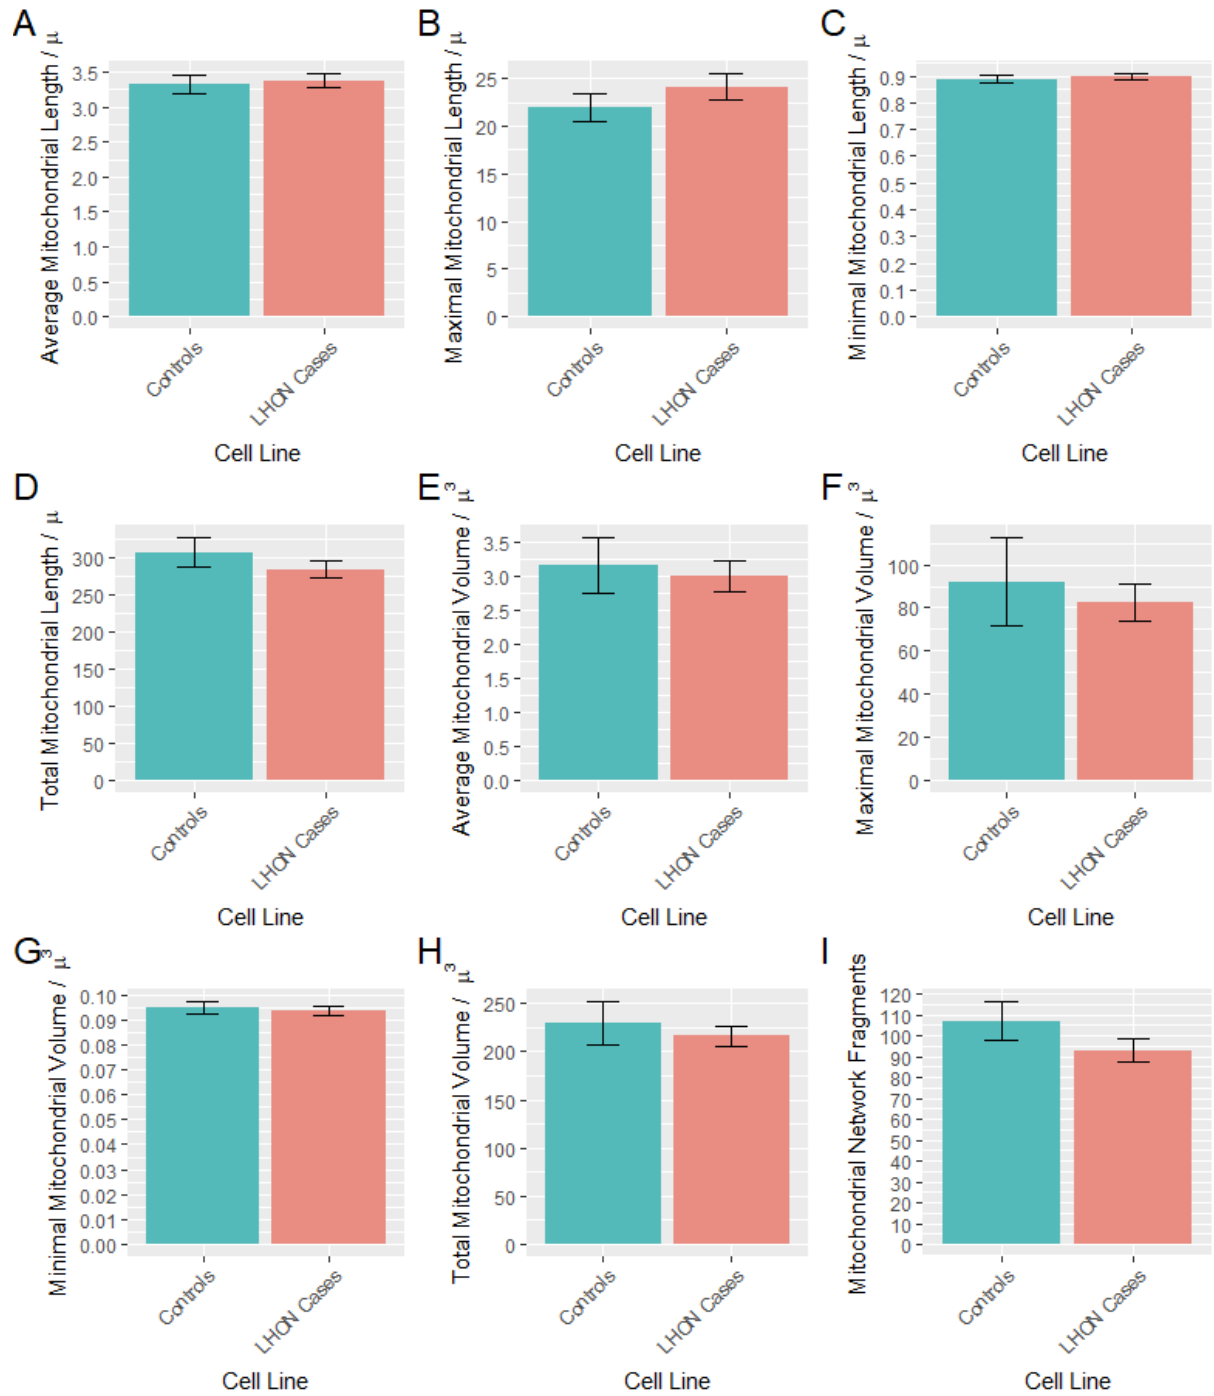 A
Average Mitochondrial Length / μ
3.5
3.0
2.5
2.0
1.5
1.0
0.5
0.0
Controls
LHON Cases
Cell Line
B
Maximal Mitochondrial Length / μ
25
20
15
10
5
0
Controls
LHON Cases
Cell Line
C
Minimal Mitochondrial Length / μ
0.9
0.8
0.7
0.6
0.5
0.4
0.3
0.2
0.1
0.0
Controls
LHON Cases
Cell Line
D
Total Mitochondrial Length / μ
300
250
200
150
100
50
0
Controls
LHON Cases
Cell Line
E
Average Mitochondrial Volume / μ³
3.5
3.0
2.5
2.0
1.5
1.0
0.5
0.0
Controls
LHON Cases
Cell Line
F
Maximal Mitochondrial Volume / μ³
100
80
60
40
20
0
Controls
LHON Cases
Cell Line
G
Minimal Mitochondrial Volume / μ³
0.10
0.09
0.08
0.07
0.06
0.05
0.04
0.03
0.02
0.01
0.00
Controls
LHON Cases
Cell Line
H
Total Mitochondrial Volume / μ³
250
200
150
100
50
0
Controls
LHON Cases
Cell Line
I
Mitochondrial Network Fragments
120
110
100
90
80
70
60
50
40
30
20
10
0
Controls
LHON Cases
Cell Line